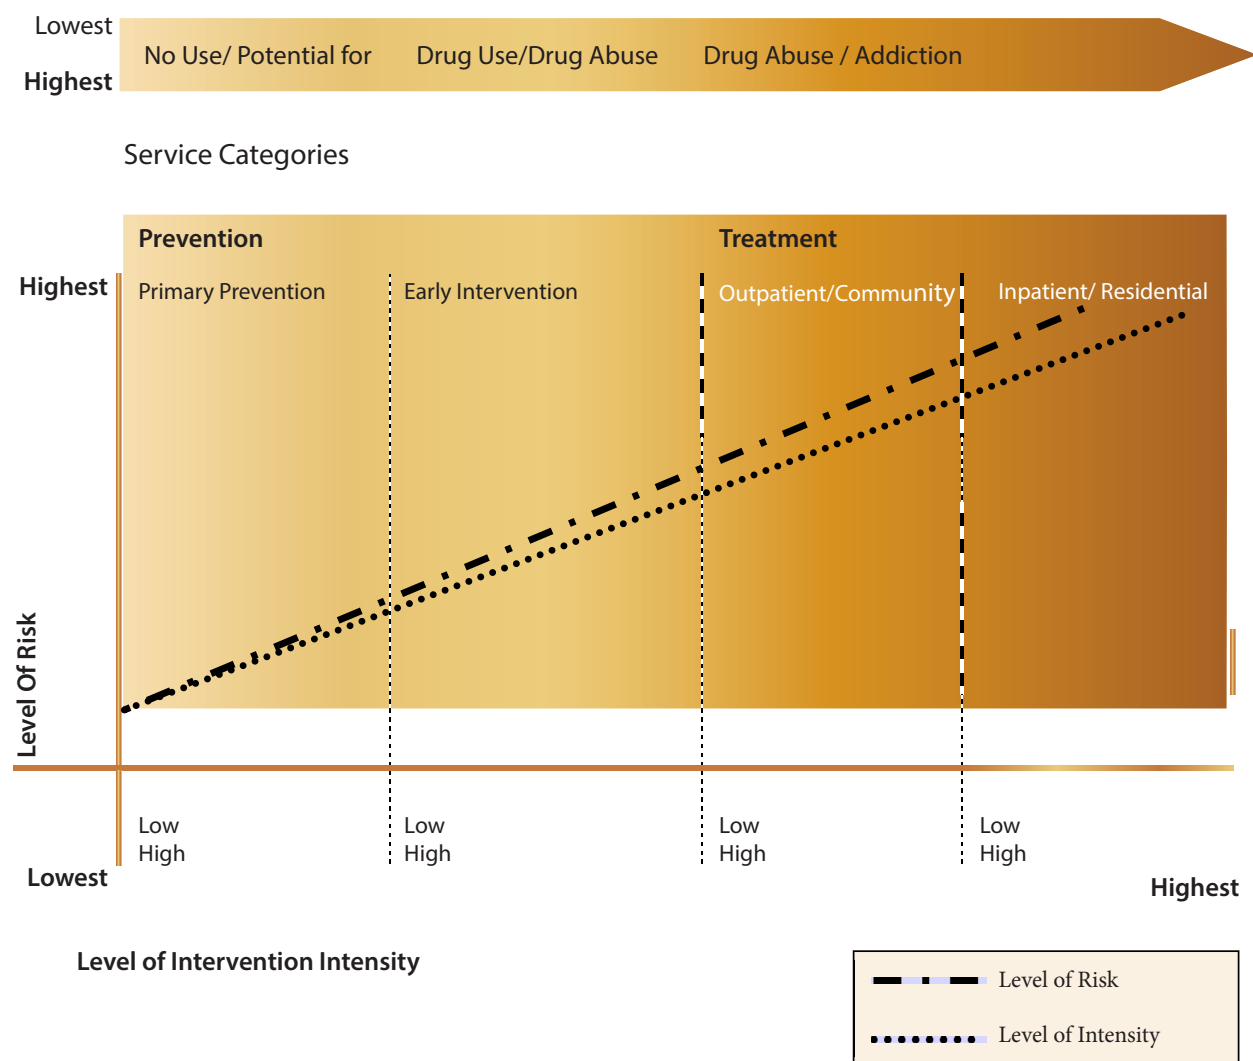 Lowest
Highest
No Use/ Potential for Drug Use/Drug Abuse Drug Abuse / Addiction
Service Categories
Prevention Treatment
Highest
Primary Prevention Early Intervention Outpatient/Community Inpatient/ Residential
Level Of Risk
Low Low Low Low
High High High High
Lowest
Highest
Level of Intervention Intensity
Level of Risk
Level of Intensity